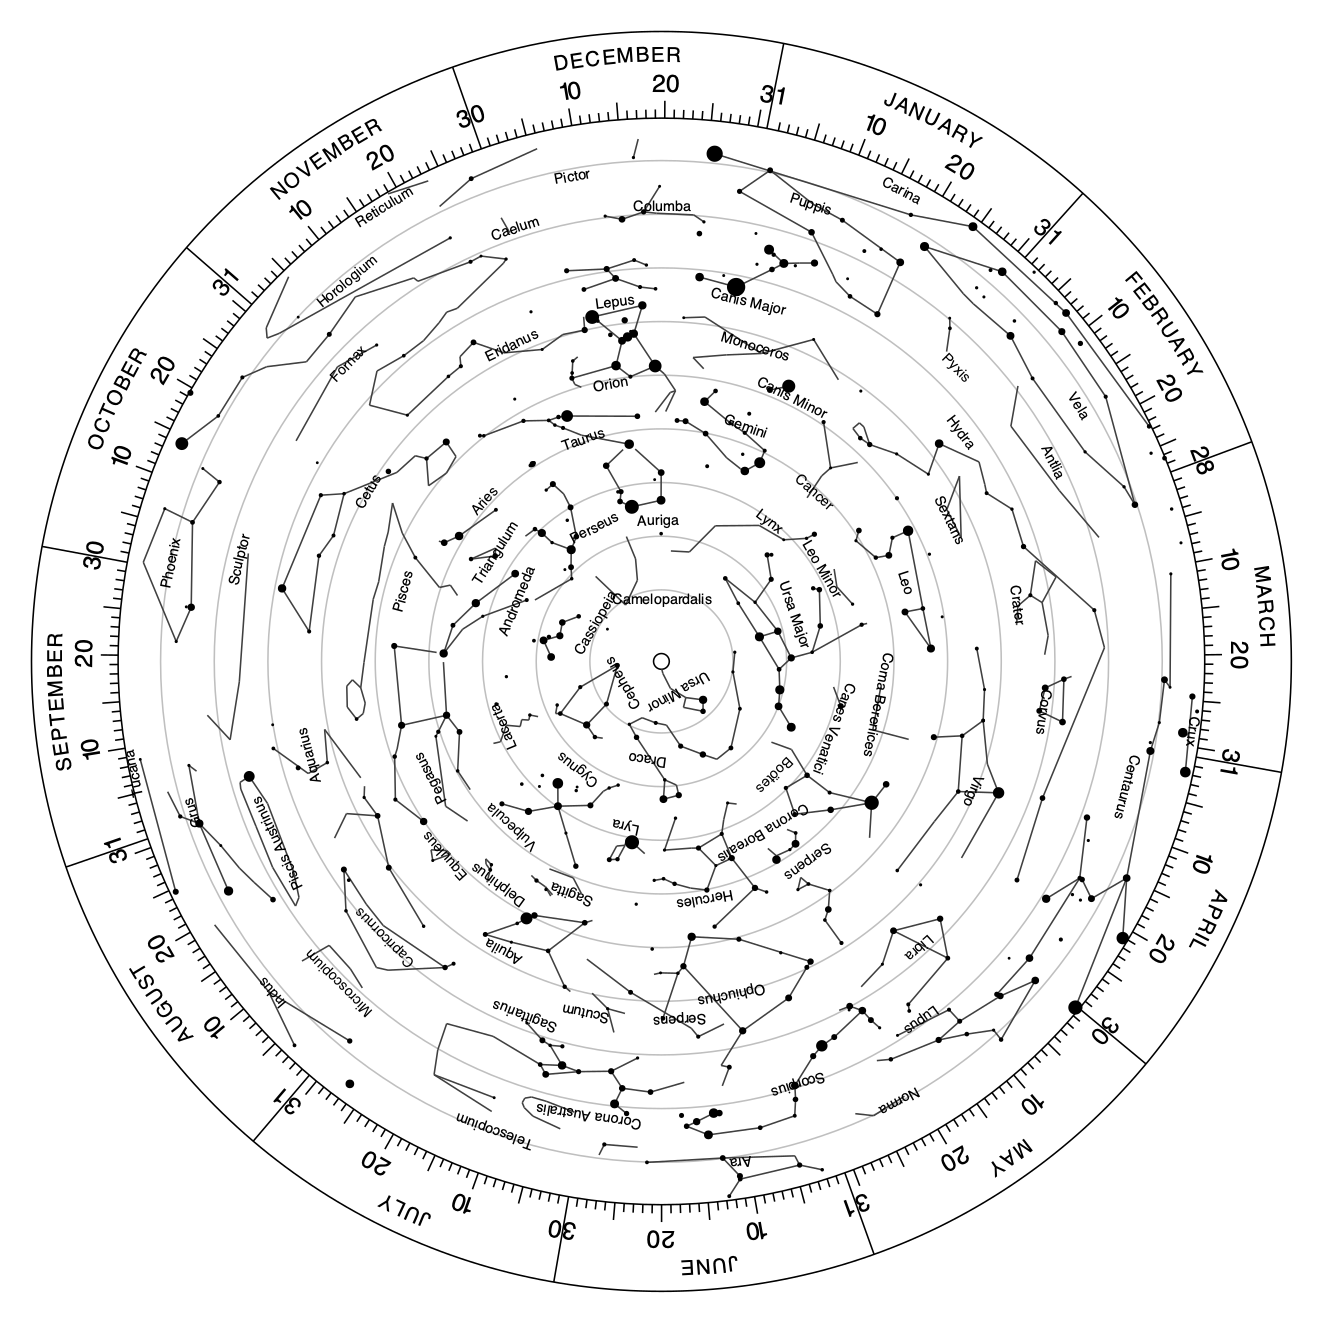 DECEMBER
10
20
31
JANUARY
10
20
31
FEBRUARY
10
20
28
MARCH
10
20
31
APRIL
10
20
30
MAY
10
20
31
JUNE
10
20
30
JULY
10
20
31
AUGUST
10
20
31
SEPTEMBER
10
20
30
OCTOBER
10
20
31
NOVEMBER
10
20
30
Pictor
Reticulum
Columba
Puppis
Carina
Caelum
Horologium
Canis Major
Lepus
Eridanus
Monoceros
Fornax
Orion
Canis Minor
Pyxis
Vela
Taurus
Gemini
Hydra
Antlia
Cetus
Cancer
Aries
Perseus
Auriga
Lynx
Sextans
Triangulum
Leo Minor
Phoenix
Sculptor
Pisces
Andromeda
Cassiopeia
Camelopardalis
Ursa Major
Leo
Crater
Cepheus
Ursa Minor
Canes Venatici
Coma Berenices
Corvus
Crux
Lacerta
Draco
Tucana
Aquarius
Pegasus
Cygnus
Boötes
Virgo
Centaurus
Grus
Piscis Austrinus
Vulpecula
Lyra
Corona Borealis
Equuleus
Delphinus
Sagitta
Hercules
Serpens
Capricornus
Aquila
Libra
Microscopium
Indus
Sagittarius
Scutum
Serpens
Ophiuchus
Lupus
Scorpius
Norma
Corona Australis
Telescopium
Ara